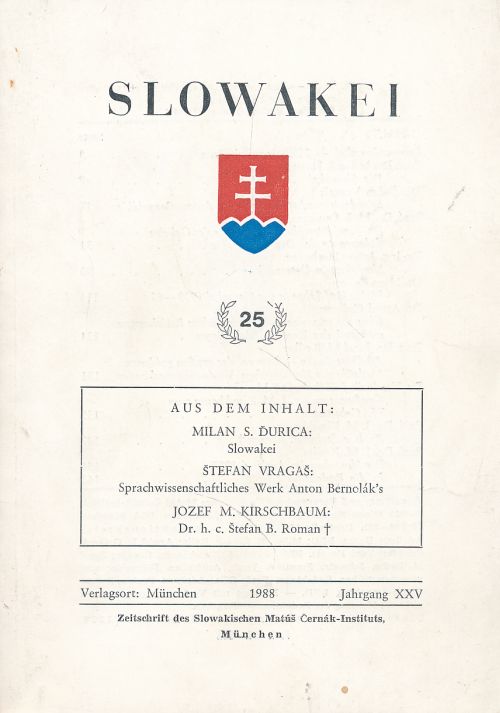 SLOWAKEI
25
AUS DEM INHALT:
MILAN S. ĎURICA:
Slowakei
ŠTEFAN VRAGAŠ:
Sprachwissenschaftliches Werk Anton Bernolák's
JOZEF M. KIRSCHBAUM:
Dr. h. c. Štefan B. Roman †
Verlagsort: München 1988 Jahrgang XXV
Zeitschrift des Slowakischen Matúš Černák-Instituts,
München